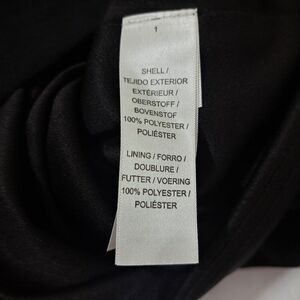 1
SHELL /
TEJIDO EXTERIOR
EXTÉRIEUR /
OBERSTOFF /
BOVENSTOF
100% POLYESTER /
POLIÉSTER
LINING / FORRO /
DOUBLURE /
FUTTER / VOERING
100% POLYESTER /
POLIÉSTER